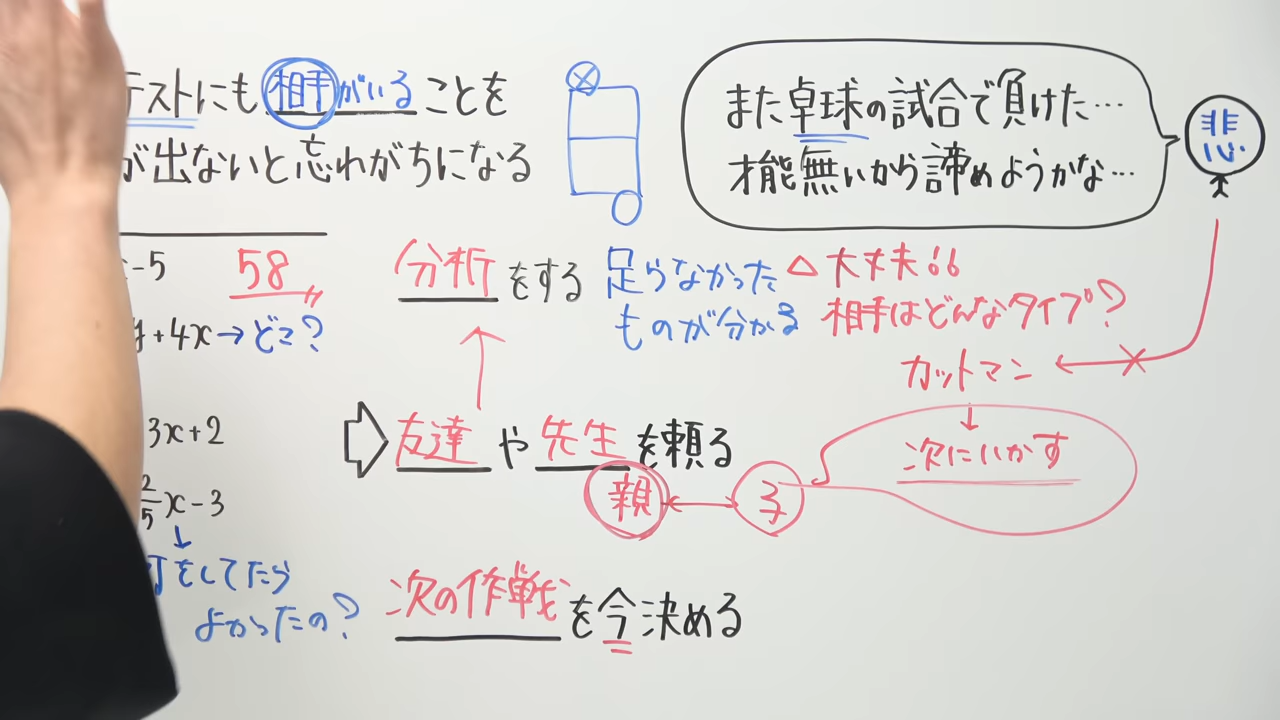 テストにも相手がいることを
が出ないと忘れがちになる
また卓球の試合で負けた…
才能無いから諦めようかな…
悲
-5
58
y+4x→どこ?
3x+2
2/5x-3
何をしてたら
よかったの?
分析をする
足らなかった
ものが分かる
△大丈夫!!
相手はどんなタイプ?
カットマン
次にいかす
友達や先生を頼る
親
子
次の作戦を今決める